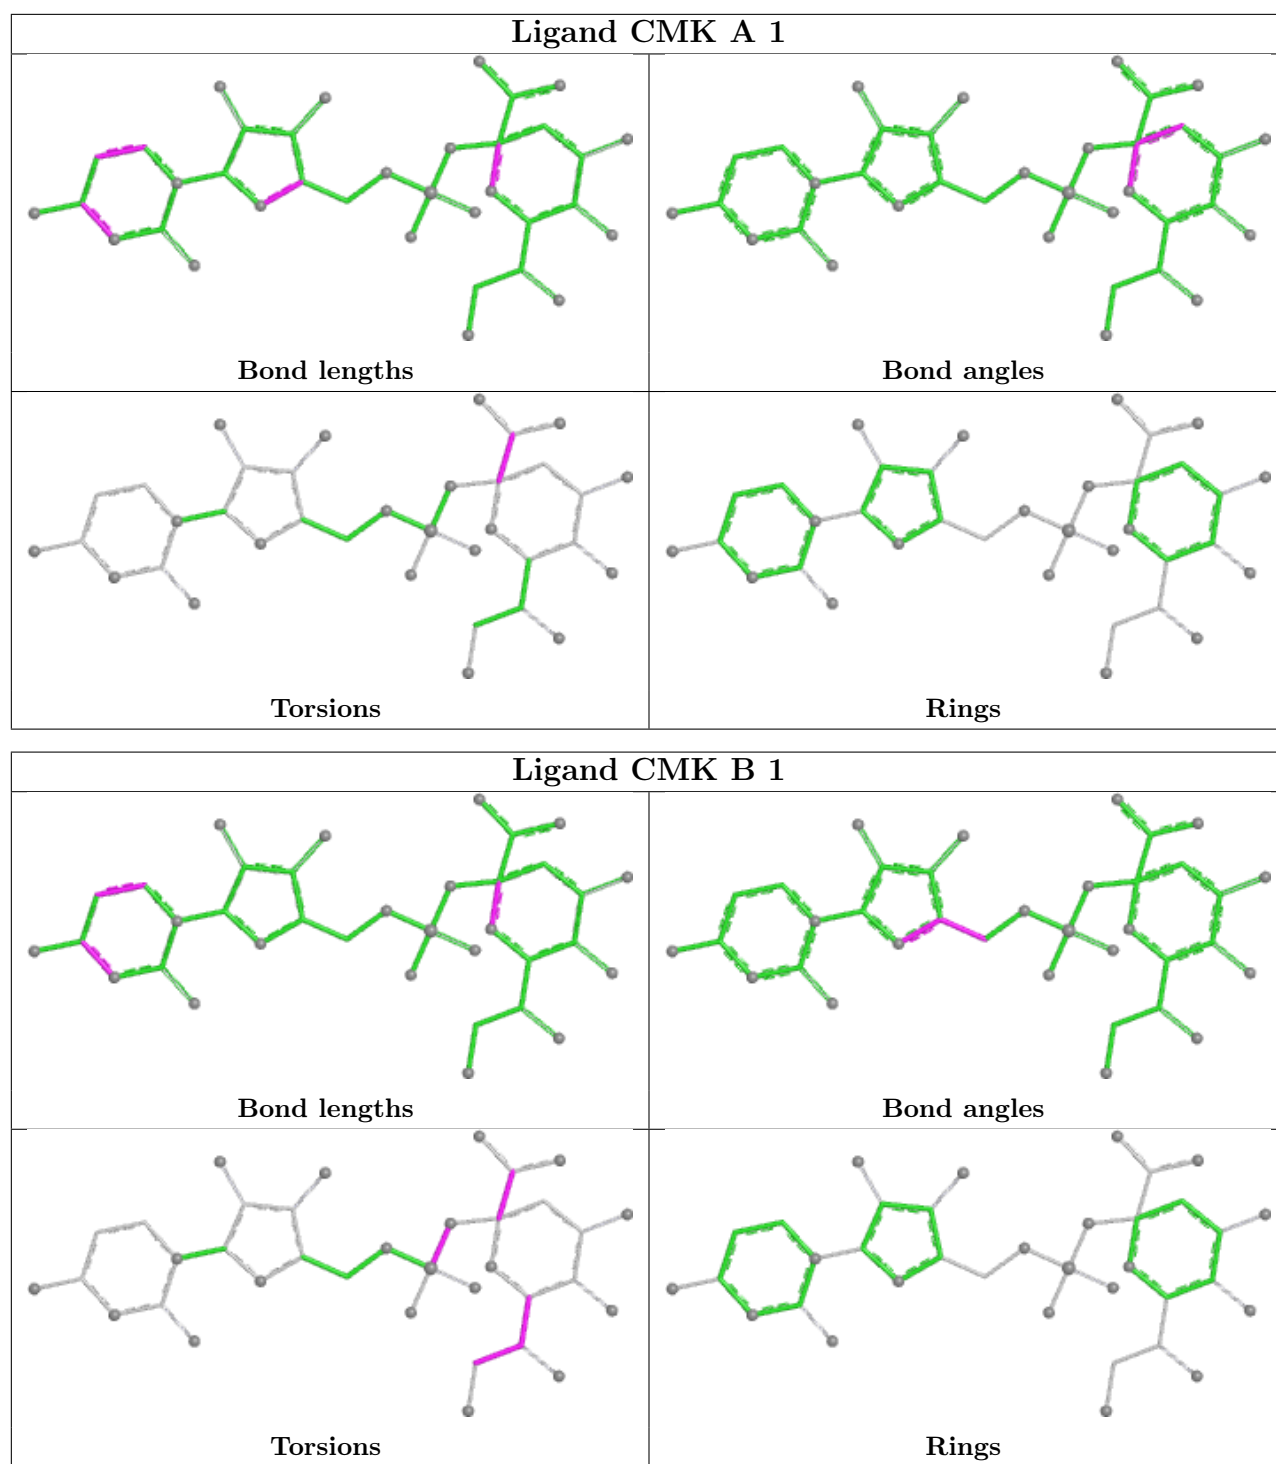 Ligand CMK A 1
Bond lengths
Bond angles
Torsions
Rings
Ligand CMK B 1
Bond lengths
Bond angles
Torsions
Rings